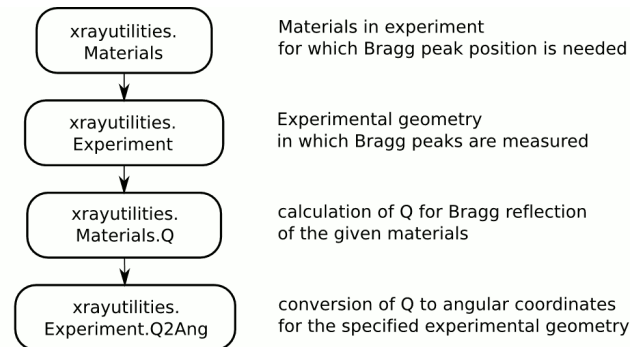 xrayutilities.
Materials
Materials in experiment
for which Bragg peak position is needed
xrayutilities.
Experiment
Experimental geometry
in which Bragg peaks are measured
xrayutilities.
Materials.Q
calculation of Q for Bragg reflection
of the given materials
xrayutilities.
Experiment.Q2Ang
conversion of Q to angular coordinates
for the specified experimental geometry